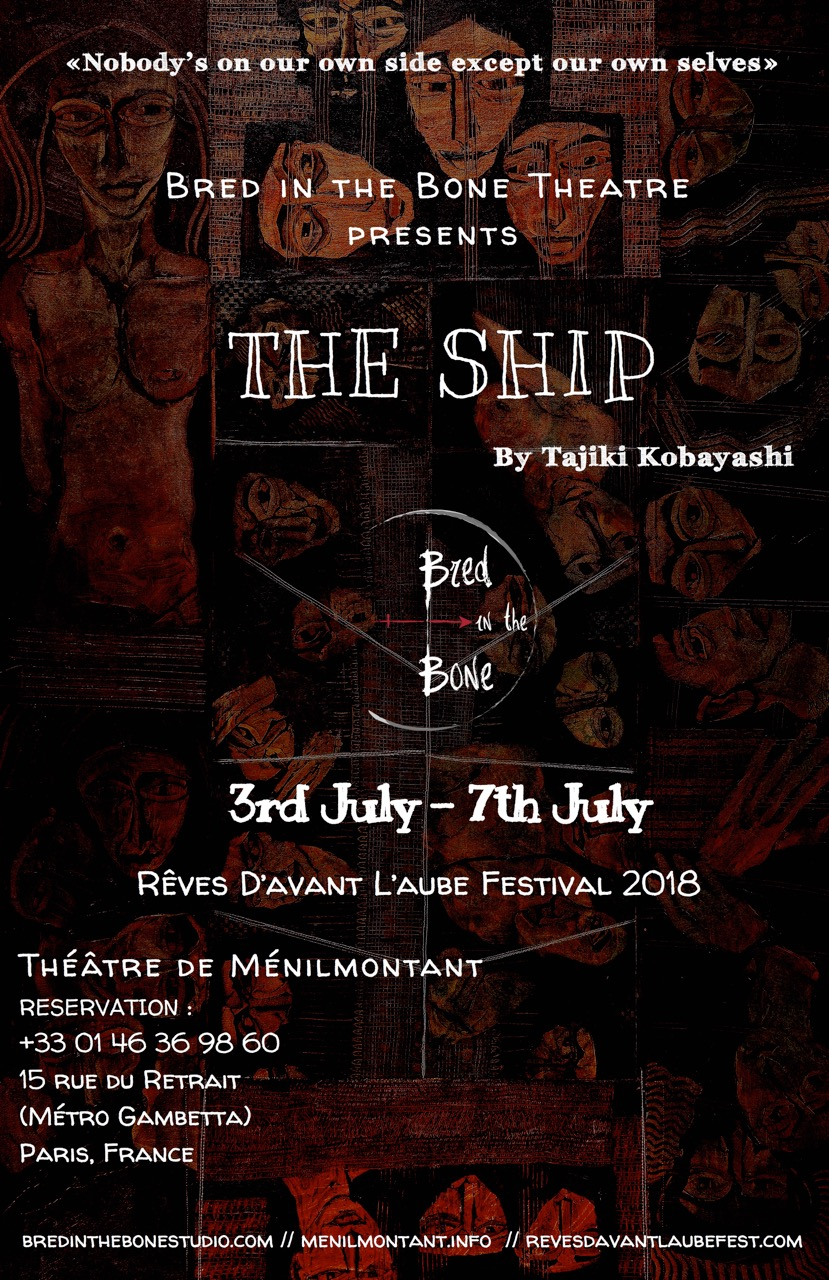 «Nobody's on our own side except our own selves»
Bred in the Bone Theatre
presents
THE SHIP
By Tajiki Kobayashi
Bred
in the
Bone
3rd July – 7th July
Rêves D'avant L'aube Festival 2018
Théâtre de Ménilmontant
RESERVATION :
+33 01 46 36 98 60
15 rue du Retrait
(Métro Gambetta)
Paris, France
bredinthebonestudio.com // menilmontant.info // revesdavantlaubefest.com